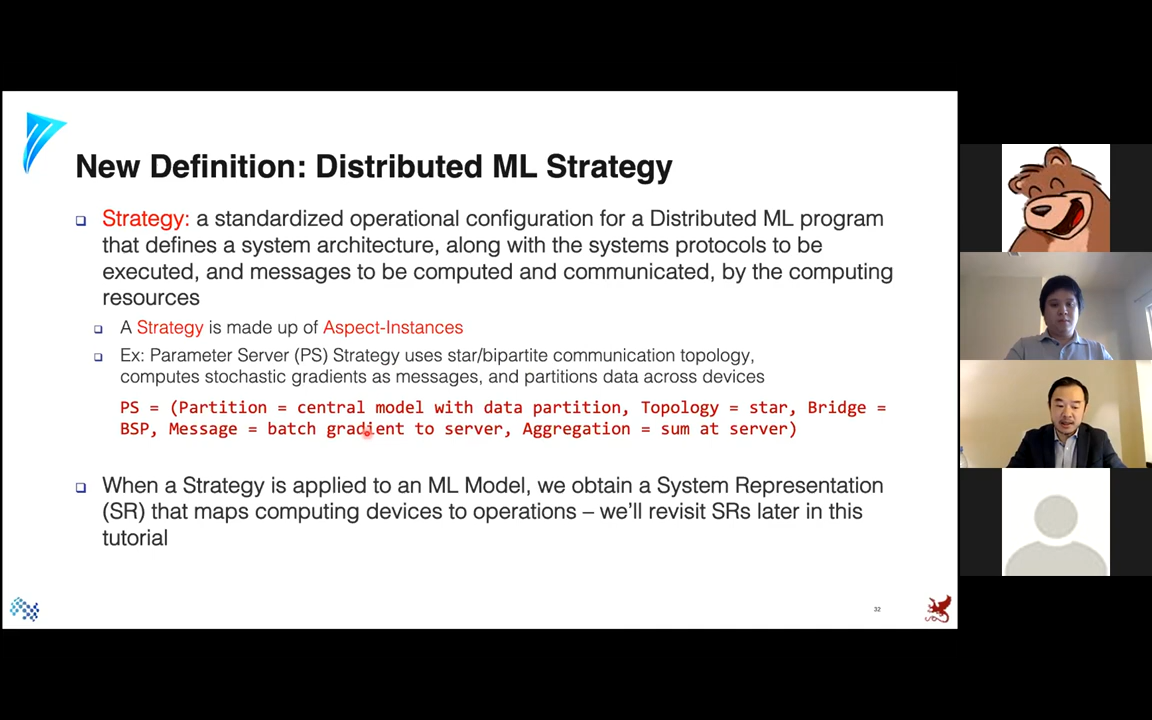 New Definition: Distributed ML Strategy
Strategy: a standardized operational configuration for a Distributed ML program
that defines a system architecture, along with the systems protocols to be
executed, and messages to be computed and communicated, by the computing
resources
A Strategy is made up of Aspect-Instances
Ex: Parameter Server (PS) Strategy uses star/bipartite communication topology,
computes stochastic gradients as messages, and partitions data across devices
PS = (Partition = central model with data partition, Topology = star, Bridge =
BSP, Message = batch gradient to server, Aggregation = sum at server)
When a Strategy is applied to an ML Model, we obtain a System Representation
(SR) that maps computing devices to operations – we'll revisit SRs later in this
tutorial
32